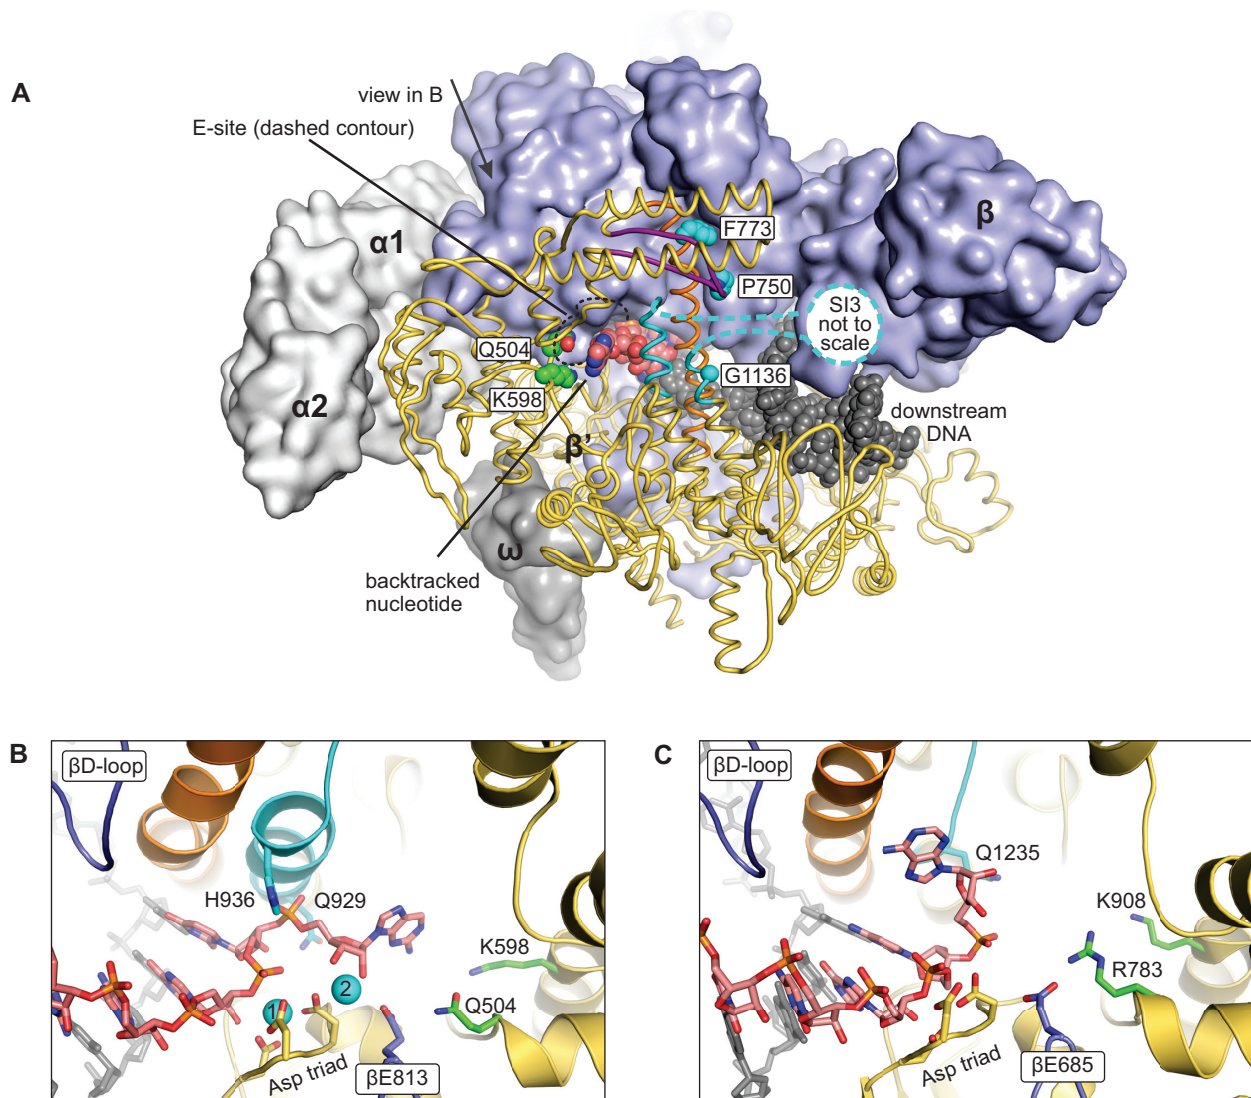 A
view in B
E-site (dashed contour)
α1
α2
β
F773
P750
SI3
not to
scale
Q504
K598
G1136
β’
downstream
DNA
ω
backtracked
nucleotide
B
βD-loop
H936
Q929
K598
2
1
Q504
Asp triad
βE813
C
βD-loop
Q1235
K908
R783
Asp triad
βE685